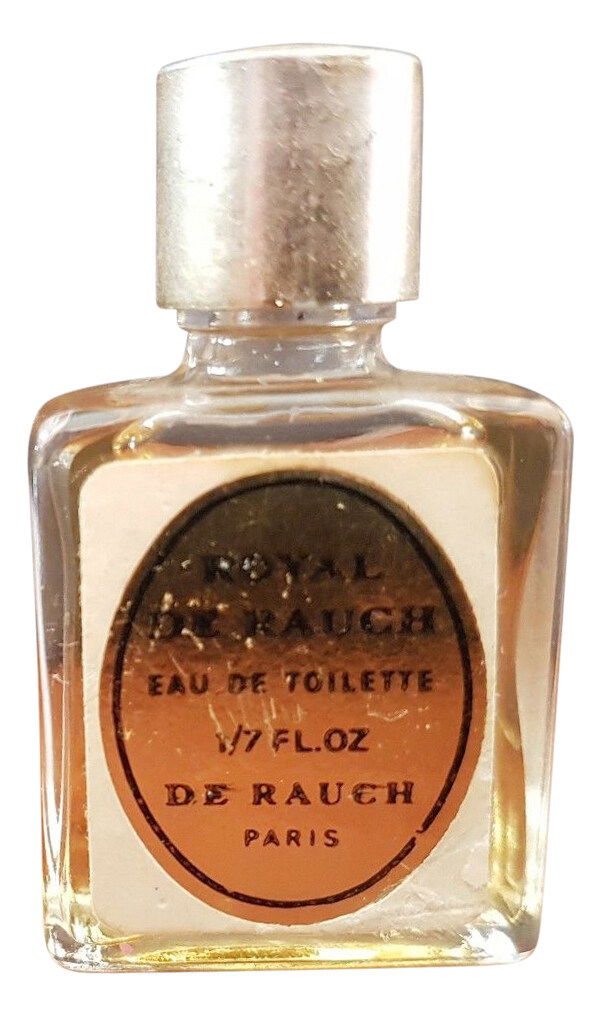 ROYAL
DE RAUCH
EAU DE TOILETTE
1/7 FL.OZ
DE RAUCH
PARIS